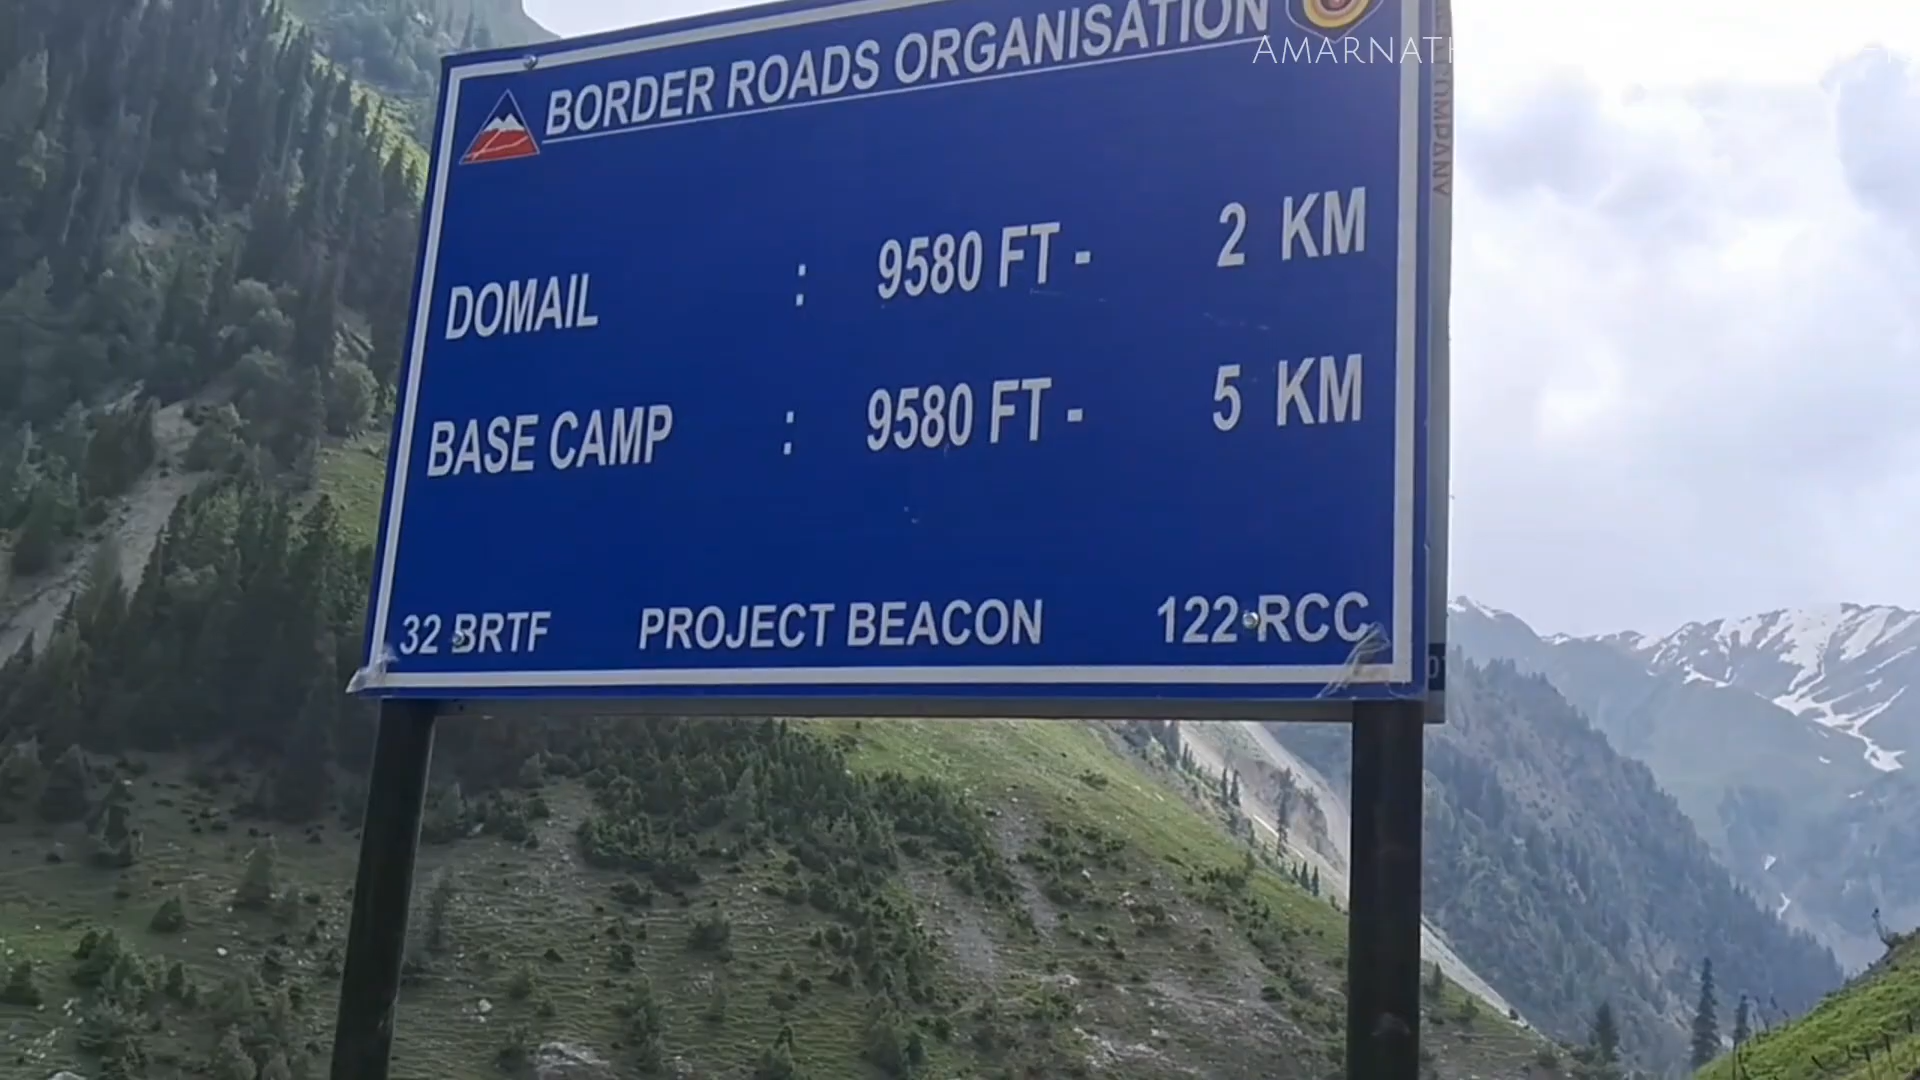 BORDER ROADS ORGANISATION
AMARNATH
COMPANY
DOMAIL : 9580 FT - 2 KM
BASE CAMP : 9580 FT - 5 KM
32 BRTF PROJECT BEACON 122 RCC